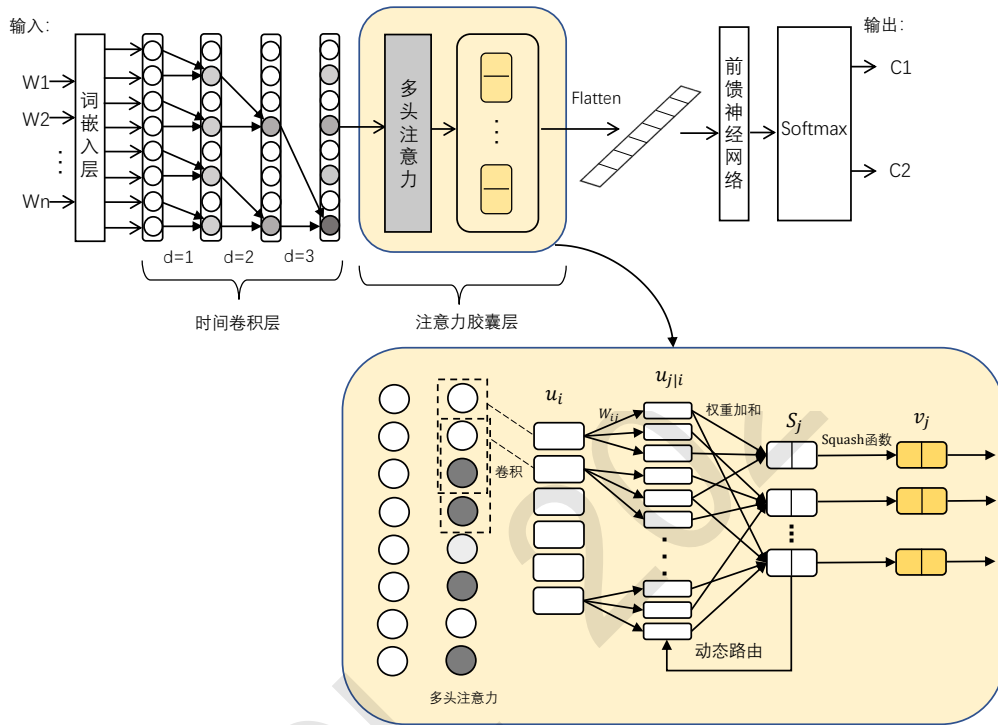 输入:
输出:
W1
W2
⋮
Wn
词嵌入层
d=1 d=2 d=3
时间卷积层
多头注意力
⋮
注意力胶囊层
Flatten
前馈神经网络
Softmax
C1
C2
u_i
u_{j|i}
权重加和
S_j
Squash函数
v_j
卷积
动态路由
多头注意力